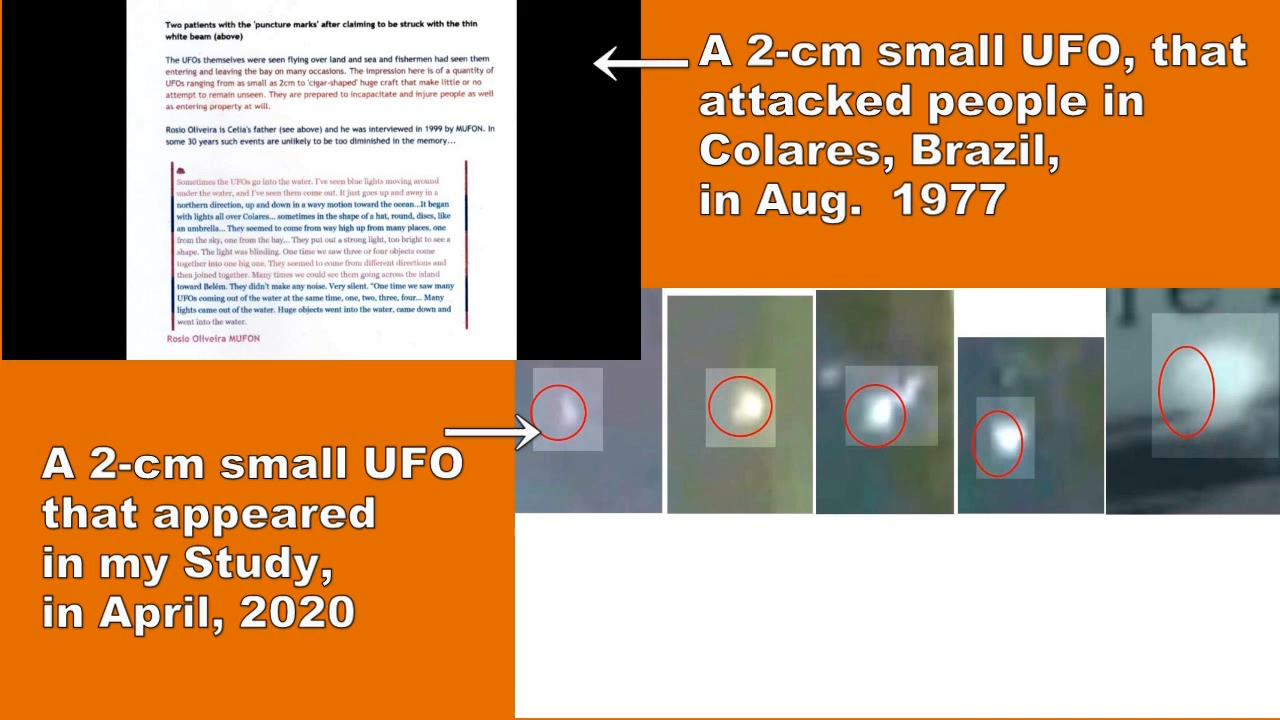 Two patients with the 'puncture marks' after claiming to be struck with the thin
white beam (above)
The UFOs themselves were seen flying over land and sea and fishermen had seen them
entering and leaving the bay on many occasions. The impression here is of a quantity of
UFOs ranging from as small as 2cm to 'cigar-shaped' huge craft that make little or no
attempt to remain unseen. They are prepared to incapacitate and injure people as well
as entering property at will.
Rosio Oliveira is Celia's father (see above) and he was interviewed in 1999 by MUFON. In
some 30 years such events are unlikely to be too diminished in the memory...
Sometimes the UFOs go into the water. I've seen blue lights moving around
under the water, and I've seen them come out. It just goes up and away in a
northern direction, up and down in a wavy motion toward the ocean...It began
with lights all over Colares... sometimes in the shape of a hat, round, discs, like
an umbrella... They seemed to come from way high up from many places, one
from the sky, one from the bay... They put out a strong light, too bright to see a
shape. The light was blinding. One time we saw three or four objects come
together into one big one. They seemed to come from different directions and
then joined together. Many times we could see them going across the island
toward Belém. They didn't make any noise. Very silent. "One time we saw many
UFOs coming out of the water at the same time, one, two, three, four... Many
lights came out of the water. Huge objects went into the water, came down and
went into the water.
Rosio Oliveira MUFON
A 2-cm small UFO, that
attacked people in
Colares, Brazil,
in Aug. 1977
A 2-cm small UFO
that appeared
in my Study,
in April, 2020